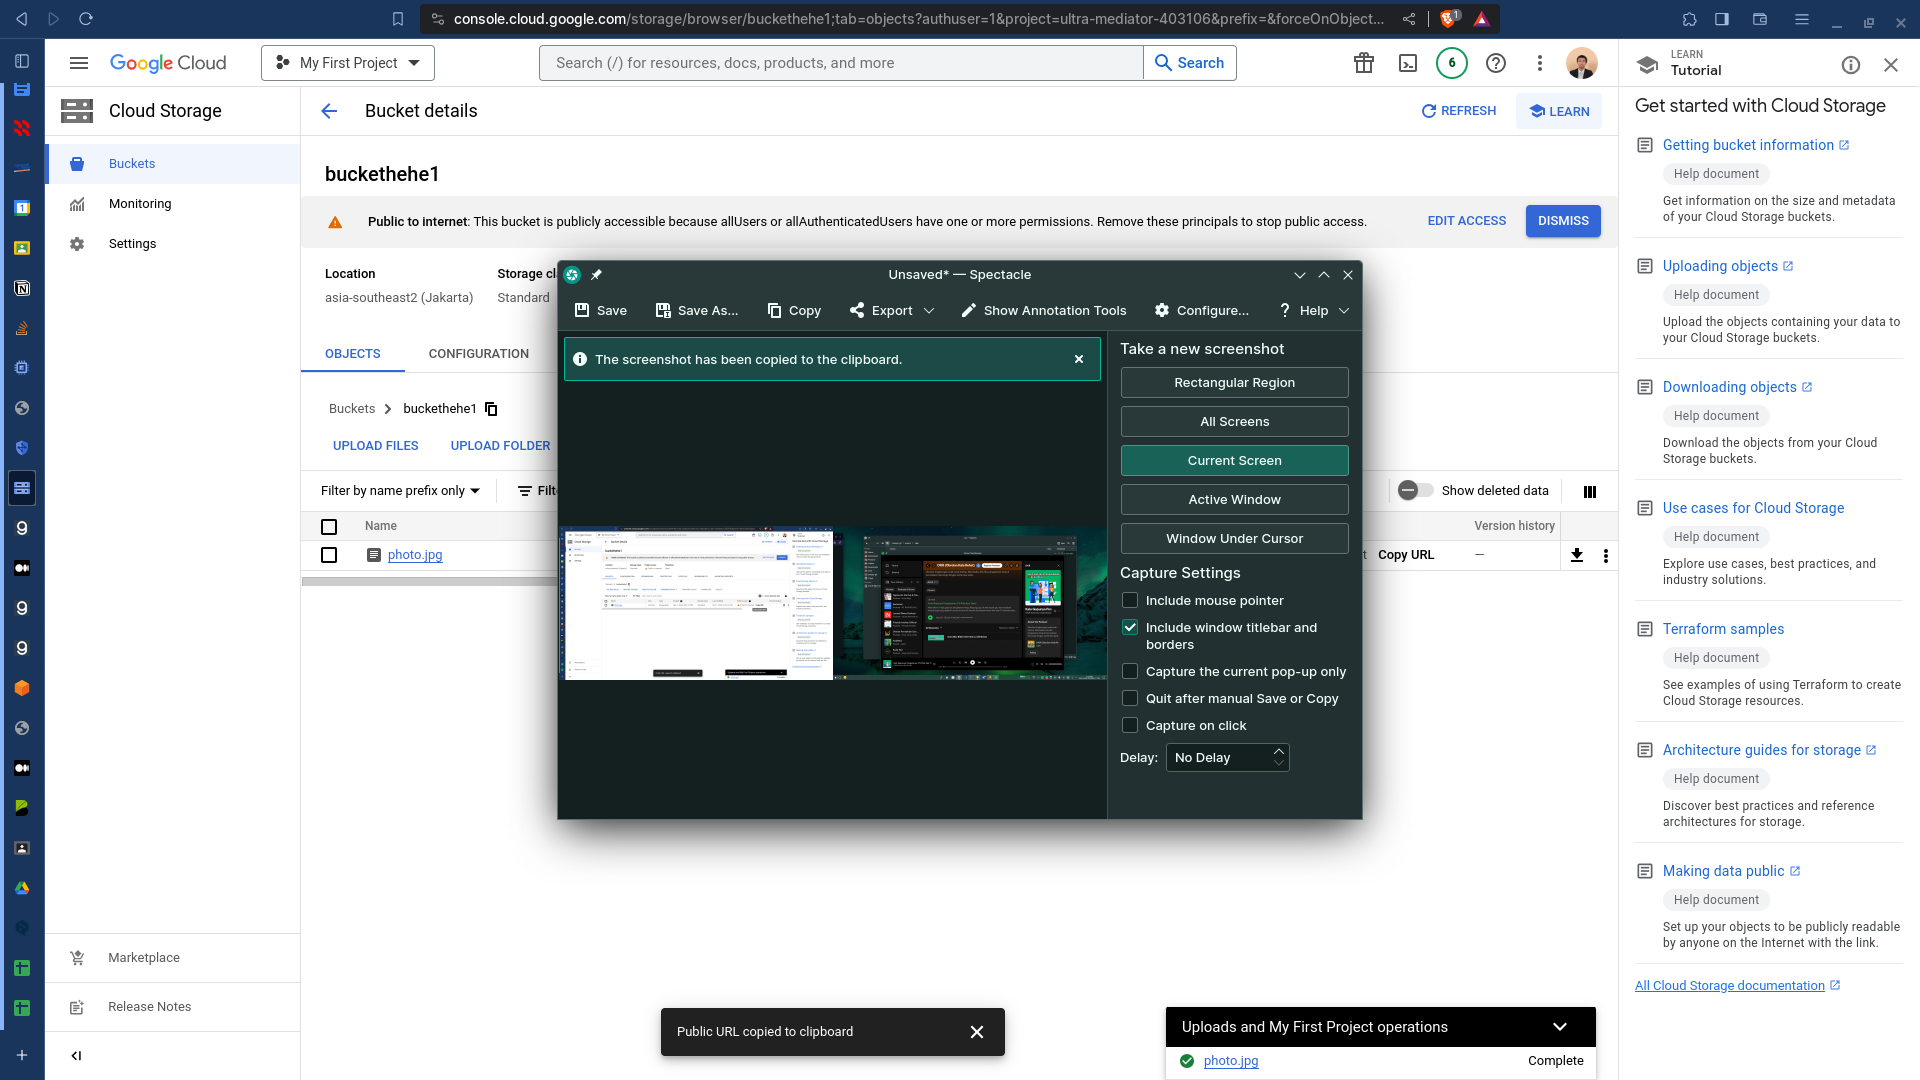 console.cloud.google.com/storage/browser/buckethehe1;tab=objects?authuser=1&project=ultra-mediator-403106&prefix=&forceOnObject...
1
Google Cloud
My First Project
Search (/) for resources, docs, products, and more
Search
6
LEARN
Tutorial
Cloud Storage
Buckets
Monitoring
Settings
Marketplace
Release Notes
Bucket details
REFRESH
LEARN
buckethehe1
Public to internet: This bucket is publicly accessible because allUsers or allAuthenticatedUsers have one or more permissions. Remove these principals to stop public access.
EDIT ACCESS
DISMISS
Location
Storage cl
asia-southeast2 (Jakarta)
Standard
OBJECTS
CONFIGURATION
Buckets
buckethehe1
UPLOAD FILES
UPLOAD FOLDER
Filter by name prefix only
Filt
Show deleted data
Name
Version history
photo.jpg
t
Copy URL
—
Unsaved* — Spectacle
Save
Save As...
Copy
Export
Show Annotation Tools
Configure...
Help
The screenshot has been copied to the clipboard.
Take a new screenshot
Rectangular Region
All Screens
Current Screen
Active Window
Window Under Cursor
Capture Settings
Include mouse pointer
Include window titlebar and
borders
Capture the current pop-up only
Quit after manual Save or Copy
Capture on click
Delay:
No Delay
Public URL copied to clipboard
Uploads and My First Project operations
photo.jpg
Complete
Get started with Cloud Storage
Getting bucket information
Help document
Get information on the size and metadata
of your Cloud Storage buckets.
Uploading objects
Help document
Upload the objects containing your data to
your Cloud Storage buckets.
Downloading objects
Help document
Download the objects from your Cloud
Storage buckets.
Use cases for Cloud Storage
Help document
Explore use cases, best practices, and
industry solutions.
Terraform samples
Help document
See examples of using Terraform to create
Cloud Storage resources.
Architecture guides for storage
Help document
Discover best practices and reference
architectures for storage.
Making data public
Help document
Set up your objects to be publicly readable
by anyone on the Internet with the link.
All Cloud Storage documentation